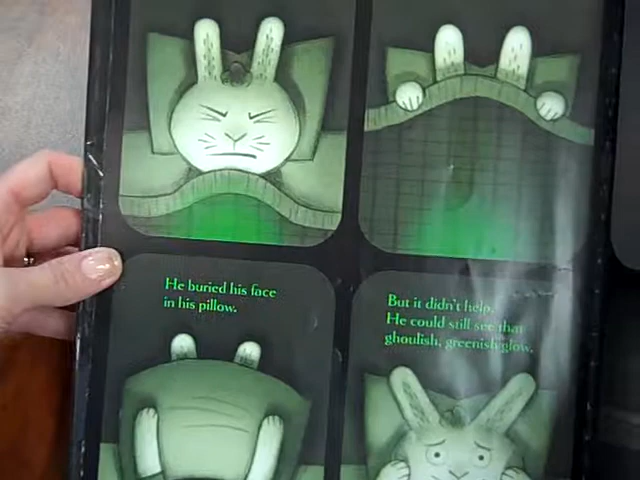 He buried his face
in his pillow.
But it didn't help.
He could still see that
ghoulish, greenish glow.